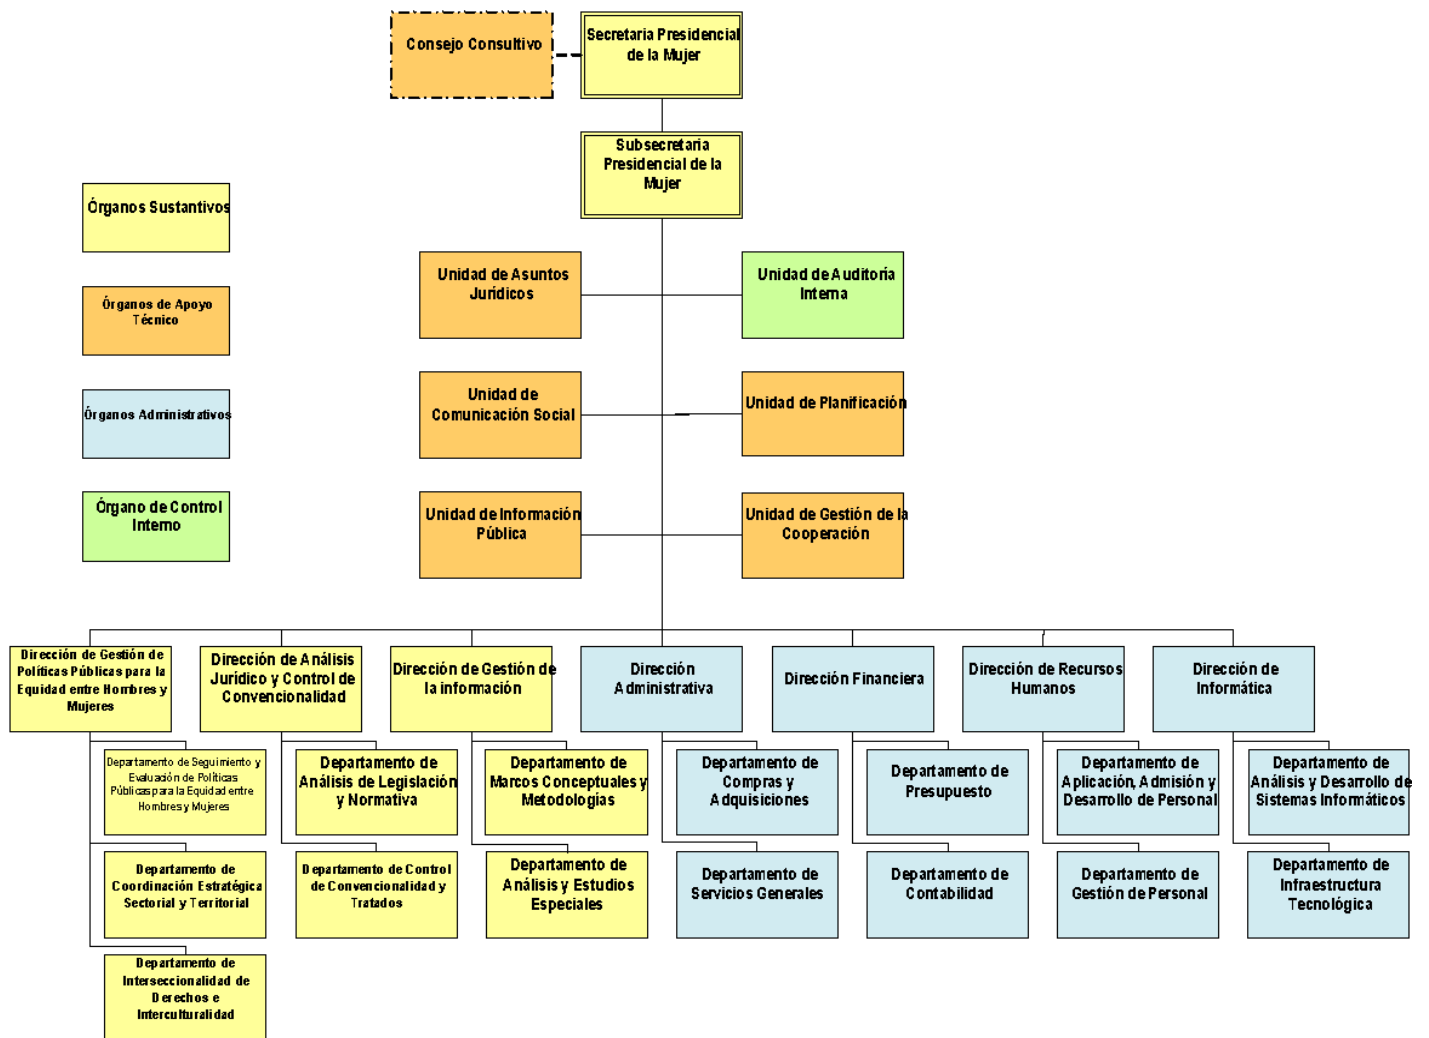 Consejo Consultivo
Secretaria Presidencial
de la Mujer
Subsecretaria
Presidencial de la
Mujer
Órganos Sustantivos
Órganos de Apoyo
Técnico
Órganos Administrativos
Órgano de Control
Interno
Unidad de Asuntos
Jurídicos
Unidad de Auditoría
Interna
Unidad de
Comunicación Social
Unidad de Planificación
Unidad de Información
Pública
Unidad de Gestión de la
Cooperación
Dirección de Gestión de
Políticas Públicas para la
Equidad entre Hombres y
Mujeres
Dirección de Análisis
Jurídico y Control de
Convencionalidad
Dirección de Gestión de
la información
Dirección
Administrativa
Dirección Financiera
Dirección de Recursos
Humanos
Dirección de
Informática
Departamento de Seguimiento y
Evaluación de Políticas
Públicas para la Equidad entre
Hombres y Mujeres
Departamento de
Análisis de Legislación
y Normativa
Departamento de
Marcos Conceptuales y
Metodologías
Departamento de
Compras y
Adquisiciones
Departamento de
Presupuesto
Departamento de
Aplicación, Admisión y
Desarrollo de Personal
Departamento de
Análisis y Desarrollo de
Sistemas Informáticos
Departamento de
Coordinación Estratégica
Sectorial y Territorial
Departamento de Control
de Convencionalidad y
Tratados
Departamento de
Análisis y Estudios
Especiales
Departamento de
Servicios Generales
Departamento de
Contabilidad
Departamento de
Gestión de Personal
Departamento de
Infraestructura
Tecnológica
Departamento de
Interseccionalidad de
Derechos e
Interculturalidad